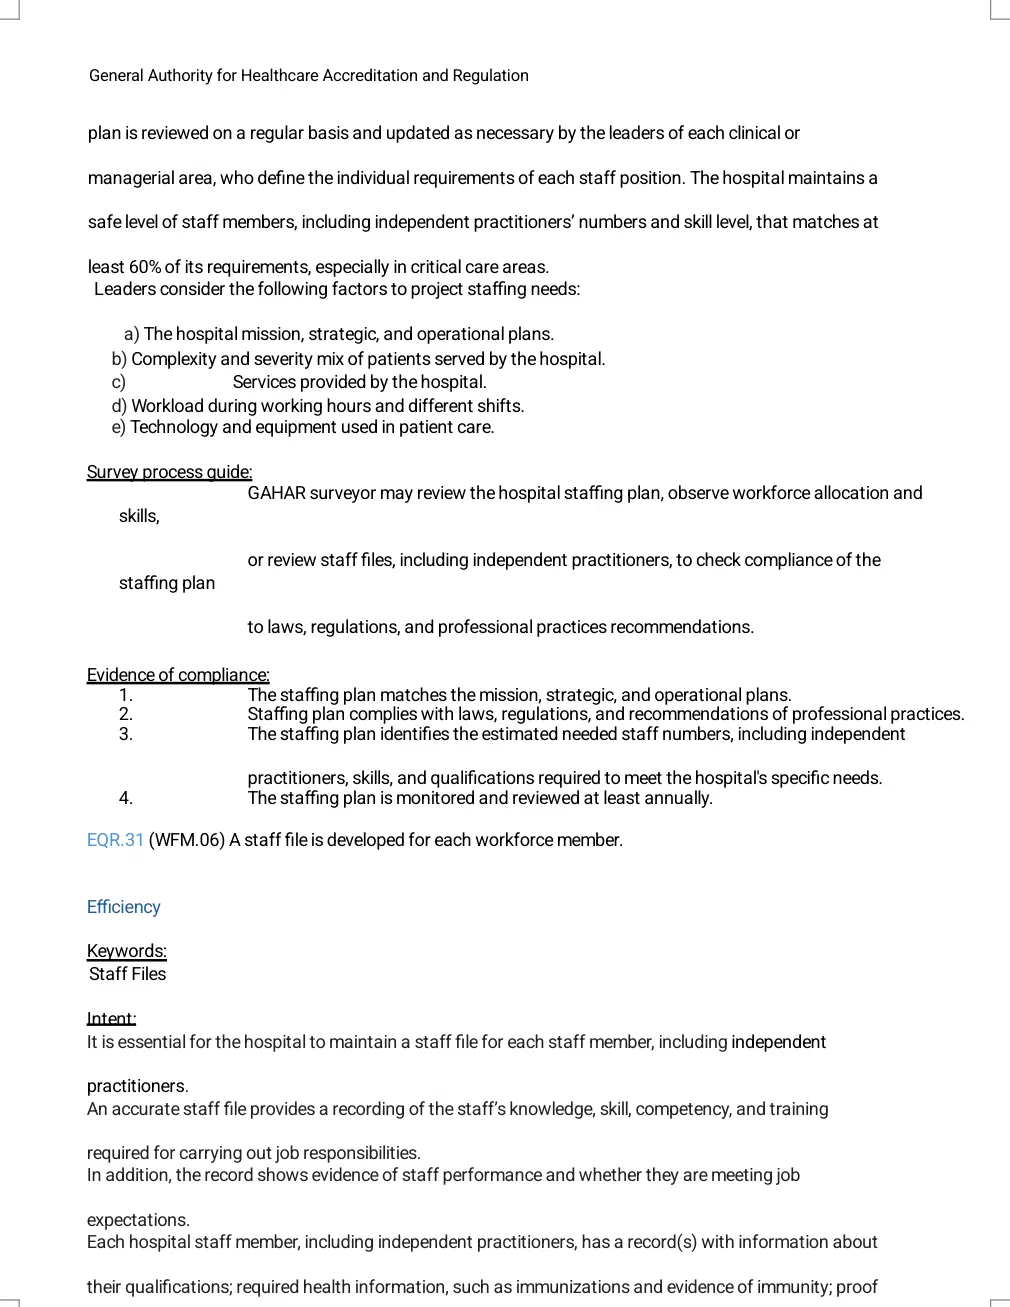 General Authority for Healthcare Accreditation and Regulation
plan is reviewed on a regular basis and updated as necessary by the leaders of each clinical or
managerial area, who define the individual requirements of each staff position. The hospital maintains a
safe level of staff members, including independent practitioners’ numbers and skill level, that matches at
least 60% of its requirements, especially in critical care areas.
Leaders consider the following factors to project staffing needs:
a) The hospital mission, strategic, and operational plans.
b) Complexity and severity mix of patients served by the hospital.
c) Services provided by the hospital.
d) Workload during working hours and different shifts.
e) Technology and equipment used in patient care.
Survey process guide:
GAHAR surveyor may review the hospital staffing plan, observe workforce allocation and
skills,
or review staff files, including independent practitioners, to check compliance of the
staffing plan
to laws, regulations, and professional practices recommendations.
Evidence of compliance:
1. The staffing plan matches the mission, strategic, and operational plans.
2. Staffing plan complies with laws, regulations, and recommendations of professional practices.
3. The staffing plan identifies the estimated needed staff numbers, including independent
practitioners, skills, and qualifications required to meet the hospital's specific needs.
4. The staffing plan is monitored and reviewed at least annually.
EQR.31 (WFM.06) A staff file is developed for each workforce member.
Efficiency
Keywords:
Staff Files
Intent:
It is essential for the hospital to maintain a staff file for each staff member, including independent
practitioners.
An accurate staff file provides a recording of the staff’s knowledge, skill, competency, and training
required for carrying out job responsibilities.
In addition, the record shows evidence of staff performance and whether they are meeting job
expectations.
Each hospital staff member, including independent practitioners, has a record(s) with information about
their qualifications; required health information, such as immunizations and evidence of immunity; proof